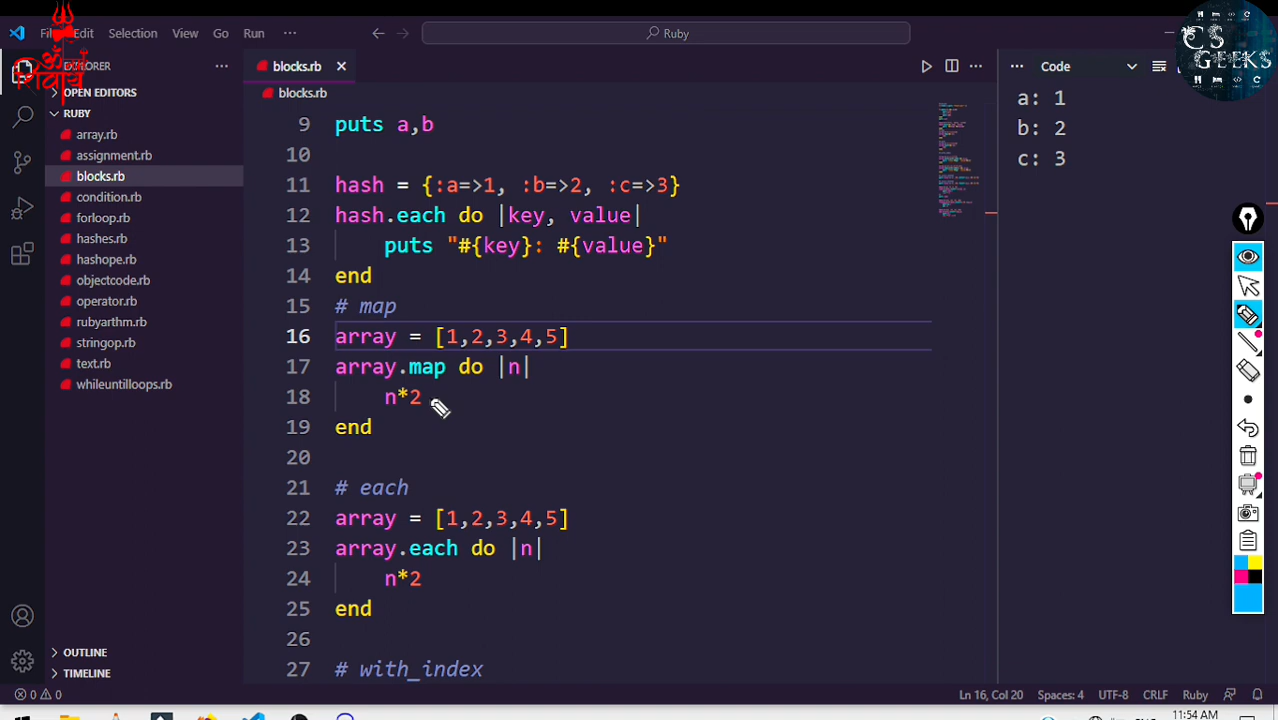 File Edit Selection View Go Run ···
Ruby
CS
GEEKS
ॐ
शिवाय
EXPLORER
OPEN EDITORS
RUBY
array.rb
assignment.rb
blocks.rb
condition.rb
forloop.rb
hashes.rb
hashope.rb
objectcode.rb
operator.rb
rubyarthm.rb
stringop.rb
text.rb
whileuntilloops.rb
OUTLINE
TIMELINE
blocks.rb
blocks.rb
9 puts a,b
10
11 hash = {:a=>1, :b=>2, :c=>3}
12 hash.each do |key, value|
13 puts "#{key}: #{value}"
14 end
15 # map
16 array = [1,2,3,4,5]
17 array.map do |n|
18 n*2
19 end
20
21 # each
22 array = [1,2,3,4,5]
23 array.each do |n|
24 n*2
25 end
26
27 # with_index
Code
a: 1
b: 2
c: 3
0 0
Ln 16, Col 20 Spaces: 4 UTF-8 CRLF Ruby
11:54 AM